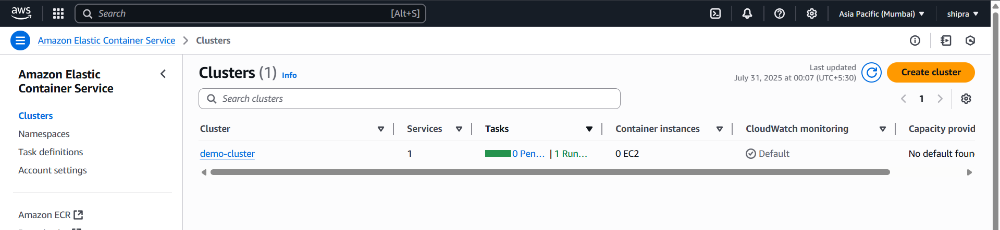 aws
Search [Alt+S] Asia Pacific (Mumbai) shipra
Amazon Elastic Container Service Clusters
Amazon Elastic
Container Service
Clusters
Namespaces
Task definitions
Account settings
Amazon ECR
Clusters (1) Info
Last updated
July 31, 2025 at 00:07 (UTC+5:30)
Create cluster
Search clusters
1
Cluster Services Tasks Container instances CloudWatch monitoring Capacity provid
demo-cluster 1 0 Pen... | 1 Run... 0 EC2 Default No default foun